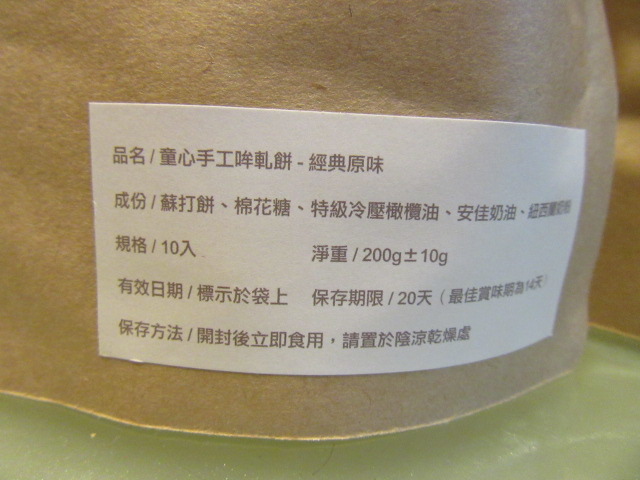 品名 / 童心手工哞軋餅 - 經典原味
成份 / 蘇打餅、棉花糖、特級冷壓橄欖油、安佳奶油、紐西蘭
規格 / 10入 淨重 / 200g±10g
有效日期 / 標示於袋上 保存期限 / 20天（最佳賞味期為14天）
保存方法 / 開封後立即食用，請置於陰涼乾燥處